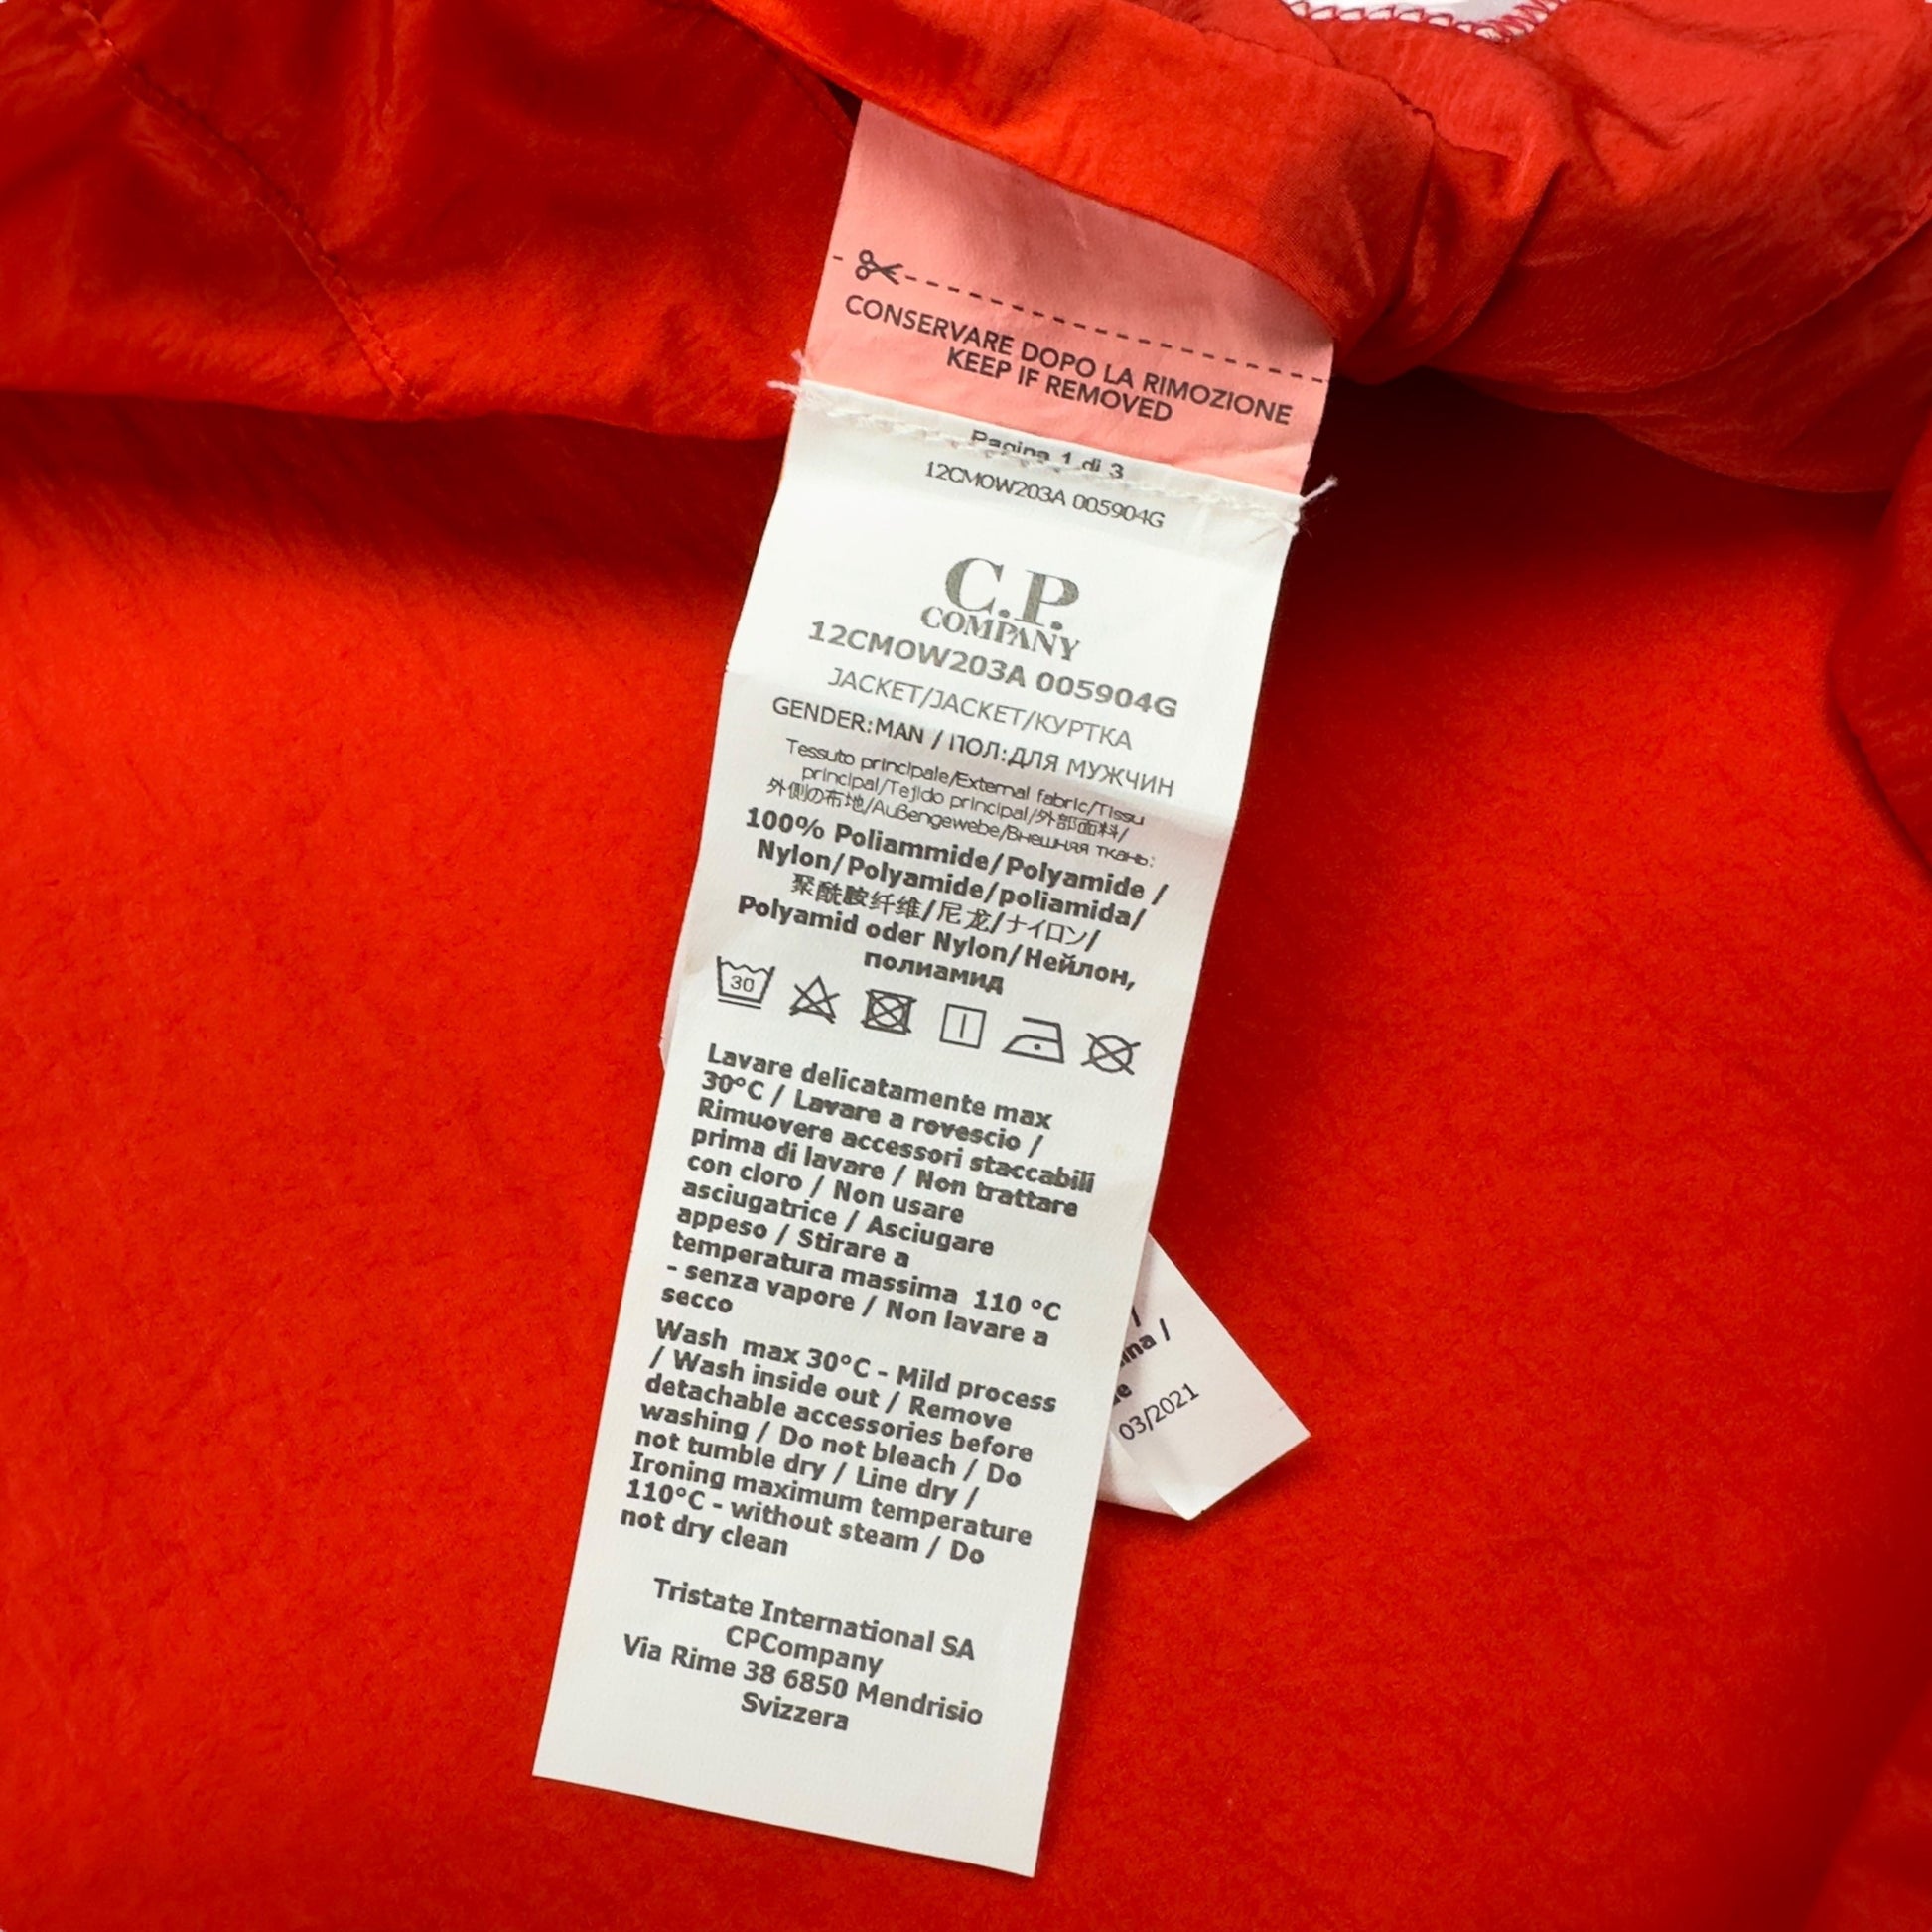 CONSERVARE DOPO LA RIMOZIONE
KEEP IF REMOVED
Pagina 1 di 3
12CMOW203A 005904G
C.P.
COMPANY
12CMOW203A 005904G
JACKET/JACKET/КУРТКА
GENDER:MAN / ПОЛ:ДЛЯ МУЖЧИН
Tessuto principale/External fabric/Tissu
principal/Tejido principal/外部面料/
外側の布地/Außengewebe/Внешняя ткань:
100% Poliammide/Polyamide /
Nylon/Polyamide/poliamida/
聚酰胺纤维/尼龙/ナイロン/
Polyamid oder Nylon/Нейлон,
полиамид
30
Lavare delicatamente max
30°C / Lavare a rovescio /
Rimuovere accessori staccabili
prima di lavare / Non trattare
con cloro / Non usare
asciugatrice / Asciugare
appeso / Stirare a
temperatura massima 110 °C
- senza vapore / Non lavare a
secco
Wash max 30°C - Mild process
/ Wash inside out / Remove
detachable accessories before
washing / Do not bleach / Do
not tumble dry / Line dry /
Ironing maximum temperature
110°C - without steam / Do
not dry clean
Tristate International SA
CPCompany
Via Rime 38 6850 Mendrisio
Svizzera
03/2021